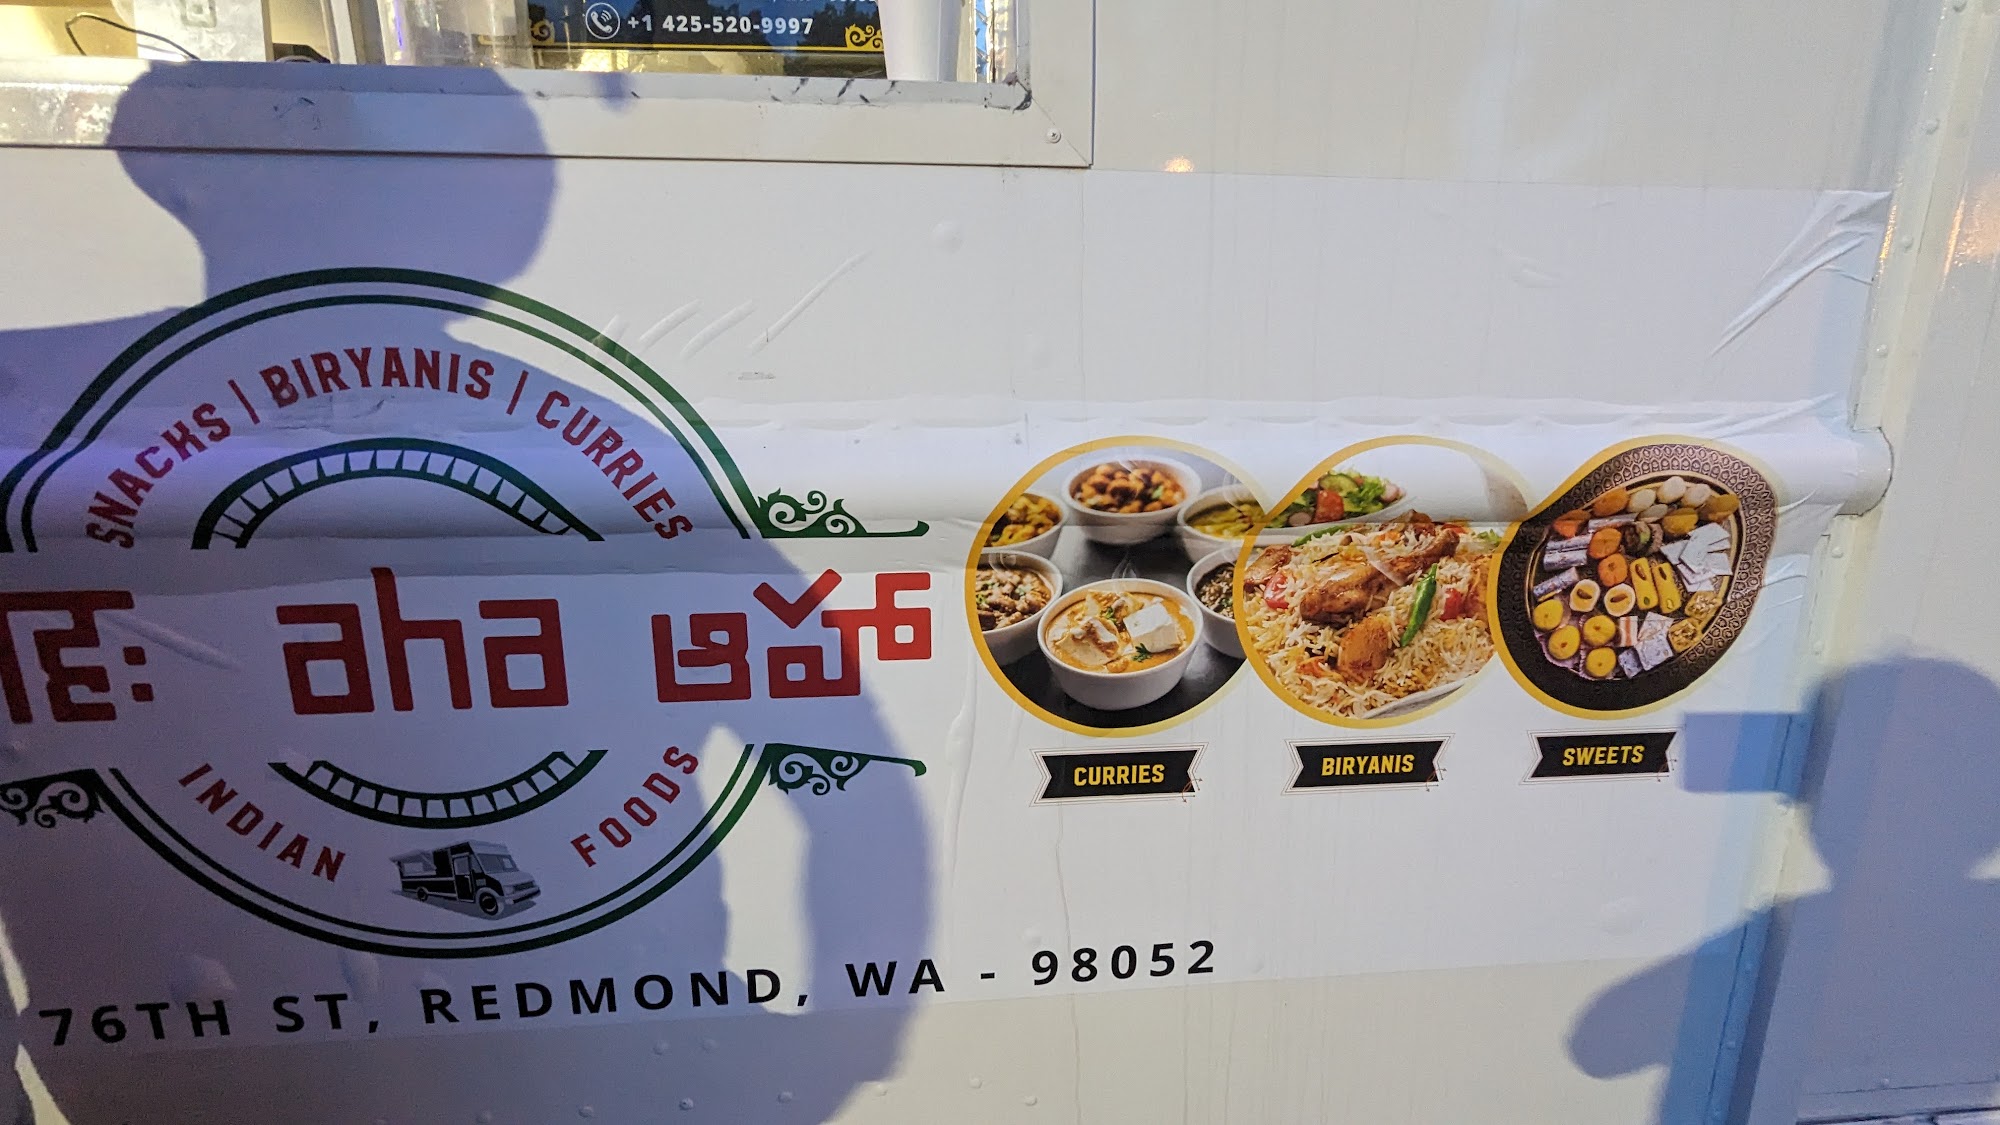 +1 425-520-9997
SNACKS | BIRYANIS | CURRIES
aha ఆహా
INDIAN FOODS
CURRIES
BIRYANIS
SWEETS
76TH ST, REDMOND, WA - 98052